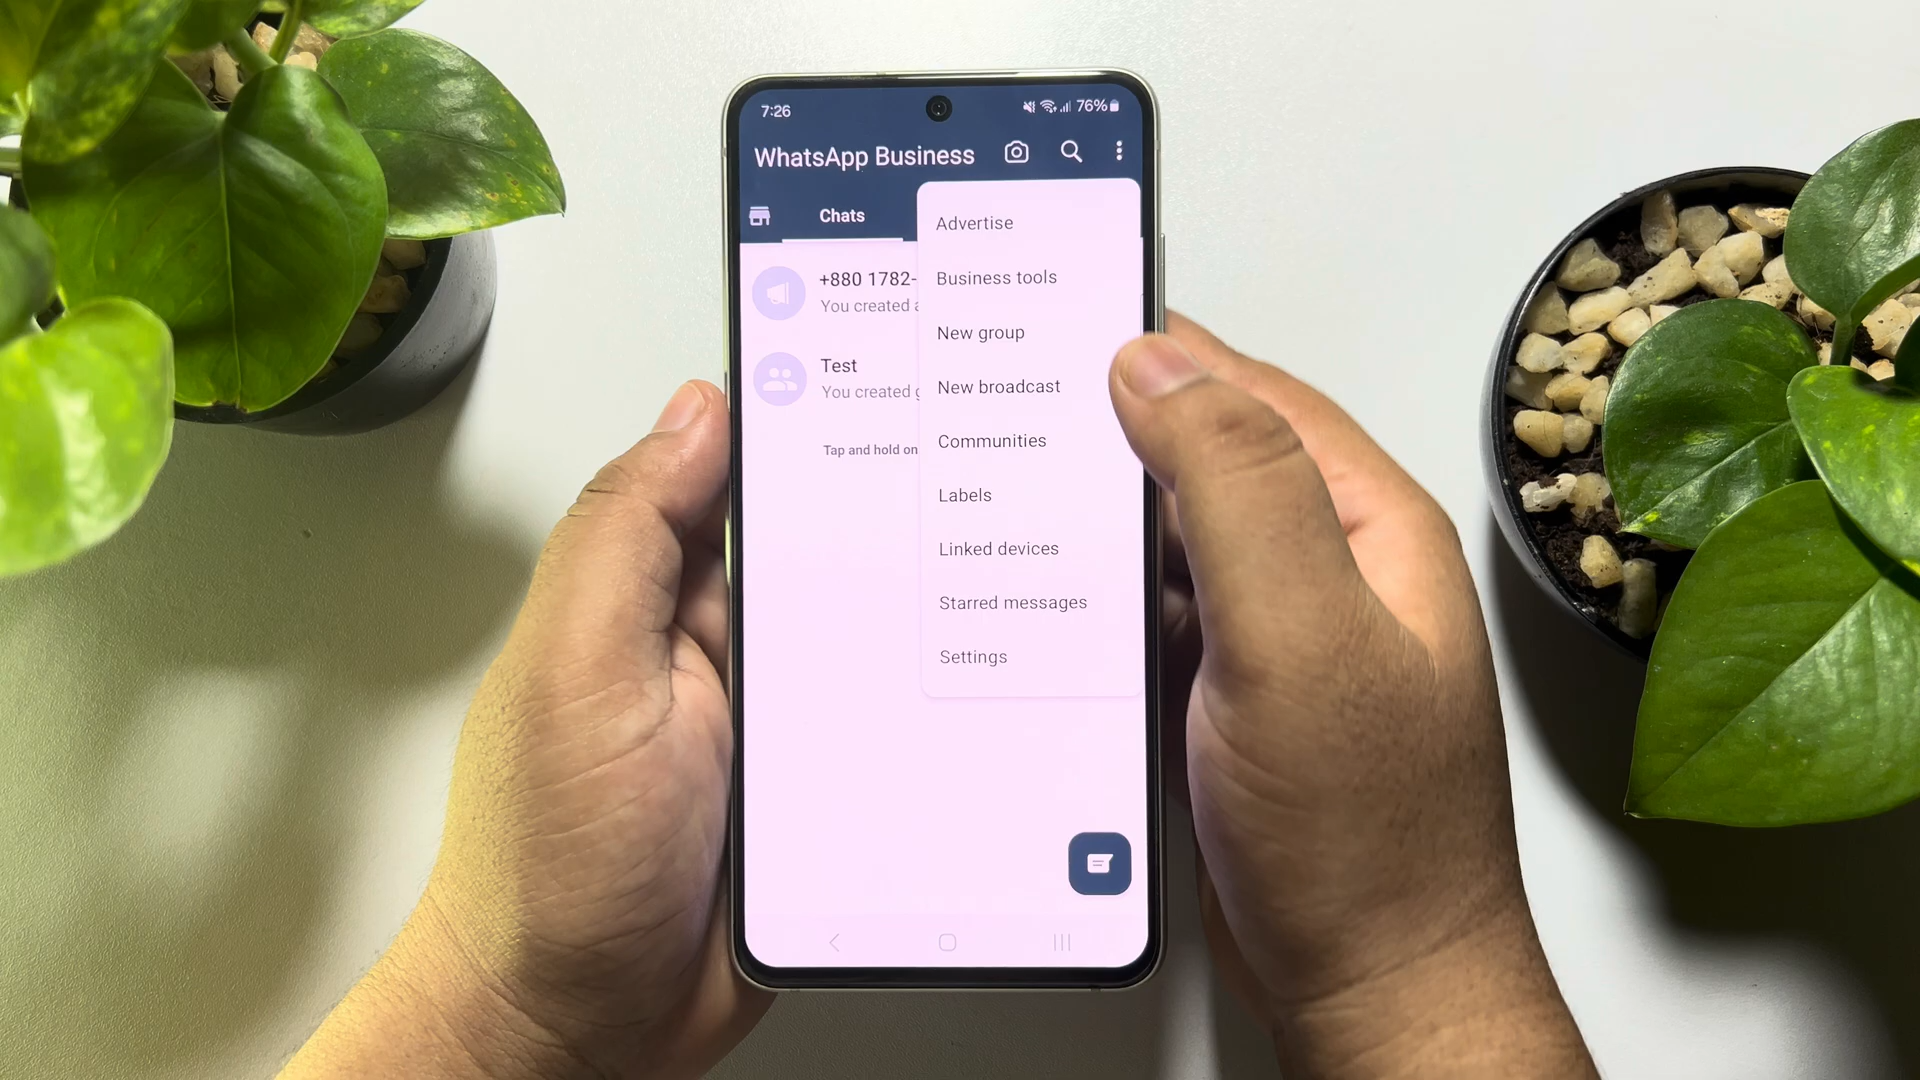 7:26
76%
WhatsApp Business
Chats
Advertise
+880 1782-
Business tools
You created
New group
Test
New broadcast
You created
Communities
Tap and hold on
Labels
Linked devices
Starred messages
Settings